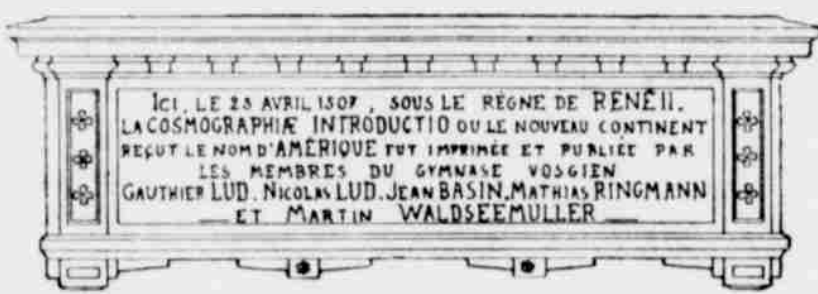 ICI, LE 25 AVRIL 1507, SOUS LE RÈGNE DE RENÉ II.
LA COSMOGRAPHIÆ INTRODUCTIO OU LE NOUVEAU CONTINENT
REÇUT LE NOM D'AMÉRIQUE FUT IMPRIMÉE ET PUBLIÉE PAR
LES MEMBRES DU GYMNASE VOSGIEN
GAUTHIER LUD, NICOLAS LUD, JEAN BASIN, MATHIAS RINGMANN
ET MARTIN WALDSEEMULLER